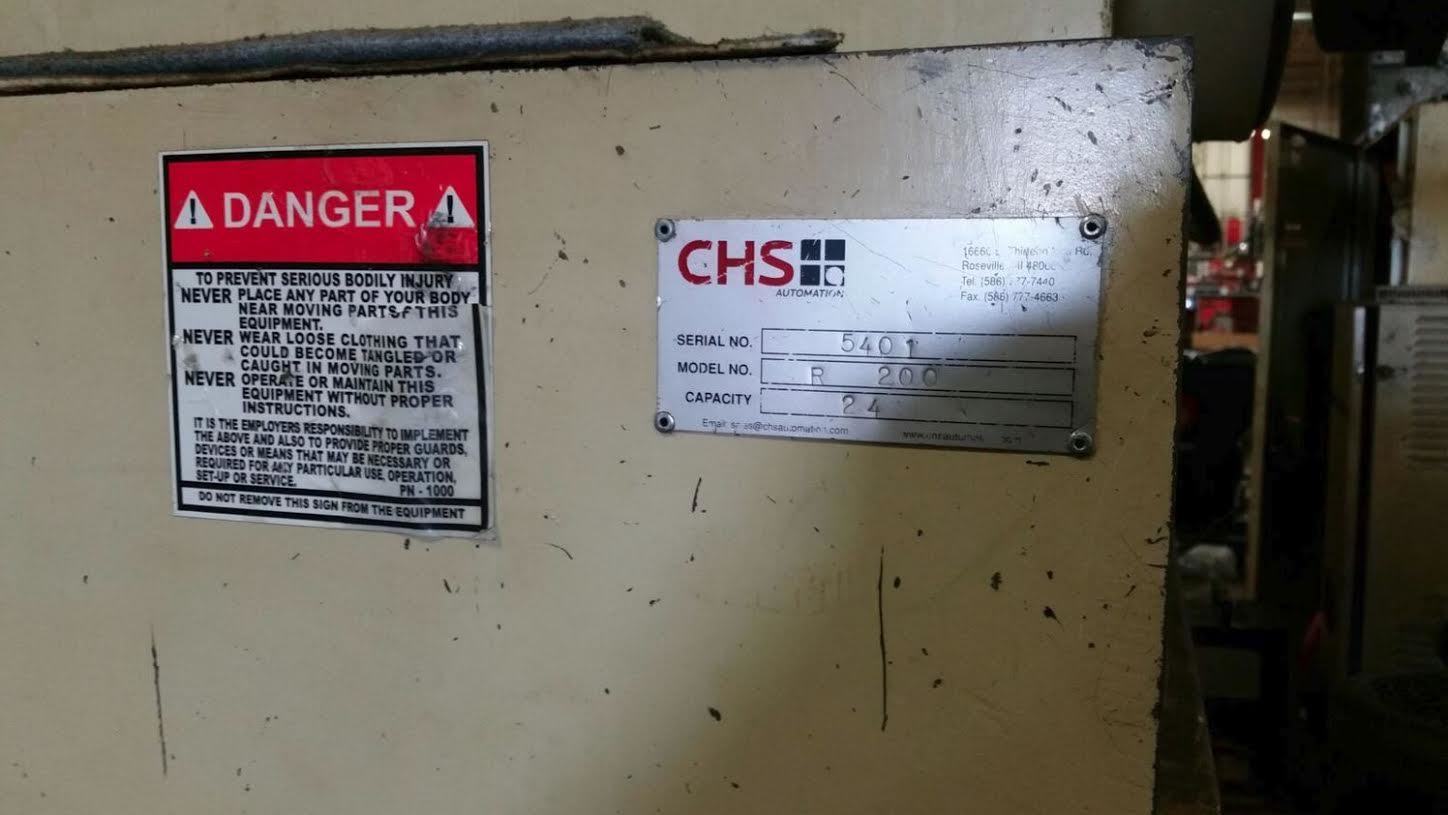 DANGER
TO PREVENT SERIOUS BODILY INJURY
NEVER PLACE ANY PART OF YOUR BODY
NEAR MOVING PARTS OF THIS
EQUIPMENT.
NEVER WEAR LOOSE CLOTHING THAT
COULD BECOME TANGLED OR
CAUGHT IN MOVING PARTS.
NEVER OPERATE OR MAINTAIN THIS
EQUIPMENT WITHOUT PROPER
INSTRUCTIONS.
IT IS THE EMPLOYERS RESPONSIBILITY TO IMPLEMENT
THE ABOVE AND ALSO TO PROVIDE PROPER GUARDS,
DEVICES OR MEANS THAT MAY BE NECESSARY OR
REQUIRED FOR ANY PARTICULAR USE, OPERATION,
SET-UP OR SERVICE.
PN - 1000
DO NOT REMOVE THIS SIGN FROM THE EQUIPMENT
CHS
AUTOMATION
Rd.
Roseville
Tel. (586)
Fax. (586) 777-4663
SERIAL NO. 5401
MODEL NO. R 200
CAPACITY 24
Email: